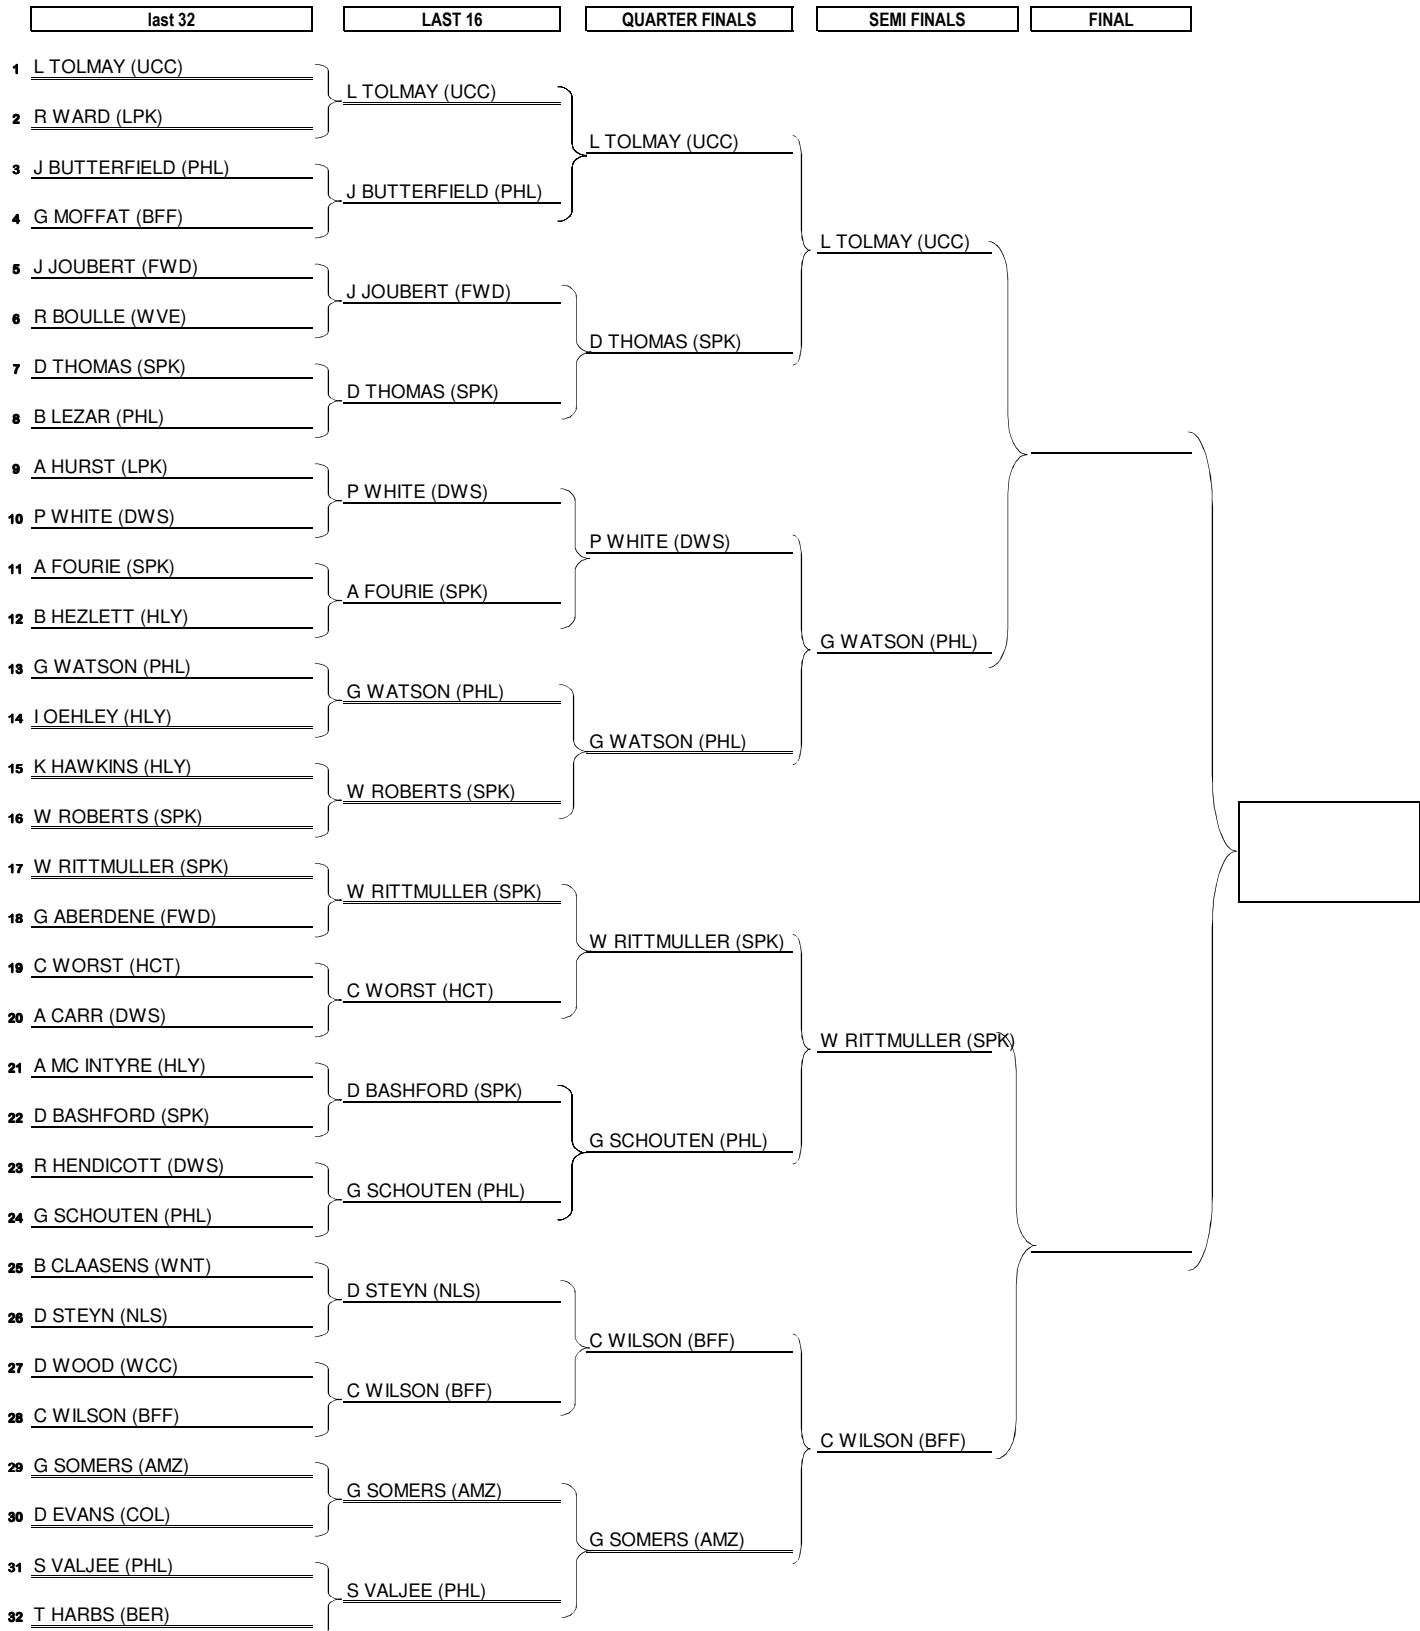 last 32
LAST 16
QUARTER FINALS
SEMI FINALS
FINAL
1 L TOLMAY (UCC)
2 R WARD (LPK)
3 J BUTTERFIELD (PHL)
4 G MOFFAT (BFF)
5 J JOUBERT (FWD)
6 R BOULLE (WVE)
7 D THOMAS (SPK)
8 B LEZAR (PHL)
9 A HURST (LPK)
10 P WHITE (DWS)
11 A FOURIE (SPK)
12 B HEZLETT (HLY)
13 G WATSON (PHL)
14 I OEHLEY (HLY)
15 K HAWKINS (HLY)
16 W ROBERTS (SPK)
17 W RITTMULLER (SPK)
18 G ABERDENE (FWD)
19 C WORST (HCT)
20 A CARR (DWS)
21 A MC INTYRE (HLY)
22 D BASHFORD (SPK)
23 R HENDICOTT (DWS)
24 G SCHOUTEN (PHL)
25 B CLAASENS (WNT)
26 D STEYN (NLS)
27 D WOOD (WCC)
28 C WILSON (BFF)
29 G SOMERS (AMZ)
30 D EVANS (COL)
31 S VALJEE (PHL)
32 T HARBS (BER)
L TOLMAY (UCC)
J BUTTERFIELD (PHL)
J JOUBERT (FWD)
D THOMAS (SPK)
P WHITE (DWS)
A FOURIE (SPK)
G WATSON (PHL)
W ROBERTS (SPK)
W RITTMULLER (SPK)
C WORST (HCT)
D BASHFORD (SPK)
G SCHOUTEN (PHL)
D STEYN (NLS)
C WILSON (BFF)
G SOMERS (AMZ)
S VALJEE (PHL)
L TOLMAY (UCC)
D THOMAS (SPK)
P WHITE (DWS)
G WATSON (PHL)
W RITTMULLER (SPK)
G SCHOUTEN (PHL)
C WILSON (BFF)
G SOMERS (AMZ)
L TOLMAY (UCC)
G WATSON (PHL)
W RITTMULLER (SPK)
C WILSON (BFF)